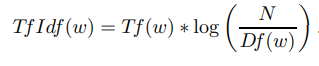 TfIdf(w) = Tf(w) ∗ log ( N / Df(w) ) .